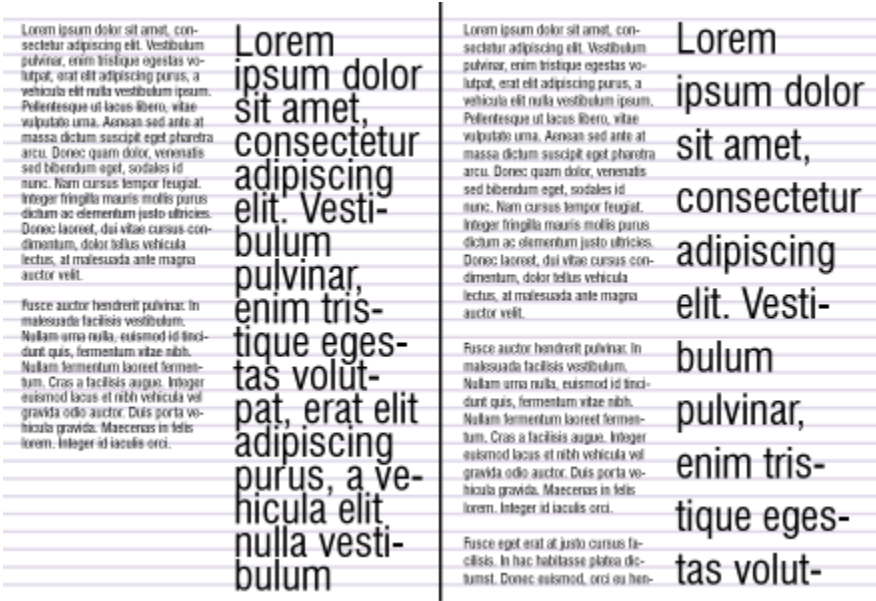 Lorem ipsum dolor sit amet, con-
sectetur adipiscing elit. Vestibulum
pulvinar, enim tristique egestas vo-
lutpat, erat elit adipiscing purus, a
vehicula elit nulla vestibulum ipsum.
Pellentesque ut lacus libero, vitae
vulputate urna. Aenean sed ante at
massa dictum suscipit eget pharetra
arcu. Donec quam dolor, venenatis
sed bibendum eget, sodales id
nunc. Nam cursus tempor feugiat.
Integer fringilla mauris mollis purus
dictum ac elementum justo ultricies.
Donec laoreet, dui vitae cursus con-
dimentum, dolor tellus vehicula
lectus, at malesuada ante magna
auctor velit.
Fusce auctor hendrerit pulvinar. In
malesuada facilisis vestibulum.
Nullam urna nulla, euismod id tinci-
dunt quis, fermentum vitae nibh.
Nullam fermentum laoreet fermen-
tum. Cras a facilisis augue. Integer
euismod lacus et nibh vehicula vel
gravida odio auctor. Duis porta ve-
hicula gravida. Maecenas in felis
lorem. Integer id iaculis orci.
Lorem
ipsum dolor
sit amet,
consectetur
adipiscing
elit. Vesti-
bulum
pulvinar,
enim tris-
tique eges-
tas volut-
pat, erat elit
adipiscing
purus, a ve-
hicula elit
nulla vesti-
bulum
Lorem ipsum dolor sit amet, con-
sectetur adipiscing elit. Vestibulum
pulvinar, enim tristique egestas vo-
lutpat, erat elit adipiscing purus, a
vehicula elit nulla vestibulum ipsum.
Pellentesque ut lacus libero, vitae
vulputate urna. Aenean sed ante at
massa dictum suscipit eget pharetra
arcu. Donec quam dolor, venenatis
sed bibendum eget, sodales id
nunc. Nam cursus tempor feugiat.
Integer fringilla mauris mollis purus
dictum ac elementum justo ultricies.
Donec laoreet, dui vitae cursus con-
dimentum, dolor tellus vehicula
lectus, at malesuada ante magna
auctor velit.
Fusce auctor hendrerit pulvinar. In
malesuada facilisis vestibulum.
Nullam urna nulla, euismod id tinci-
dunt quis, fermentum vitae nibh.
Nullam fermentum laoreet fermen-
tum. Cras a facilisis augue. Integer
euismod lacus et nibh vehicula vel
gravida odio auctor. Duis porta ve-
hicula gravida. Maecenas in felis
lorem. Integer id iaculis orci.
Fusce eget erat at justo cursus fa-
cilisis. In hac habitasse platea dic-
tumst. Donec euismod, orci eu hen-
Lorem
ipsum dolor
sit amet,
consectetur
adipiscing
elit. Vesti-
bulum
pulvinar,
enim tris-
tique eges-
tas volut-